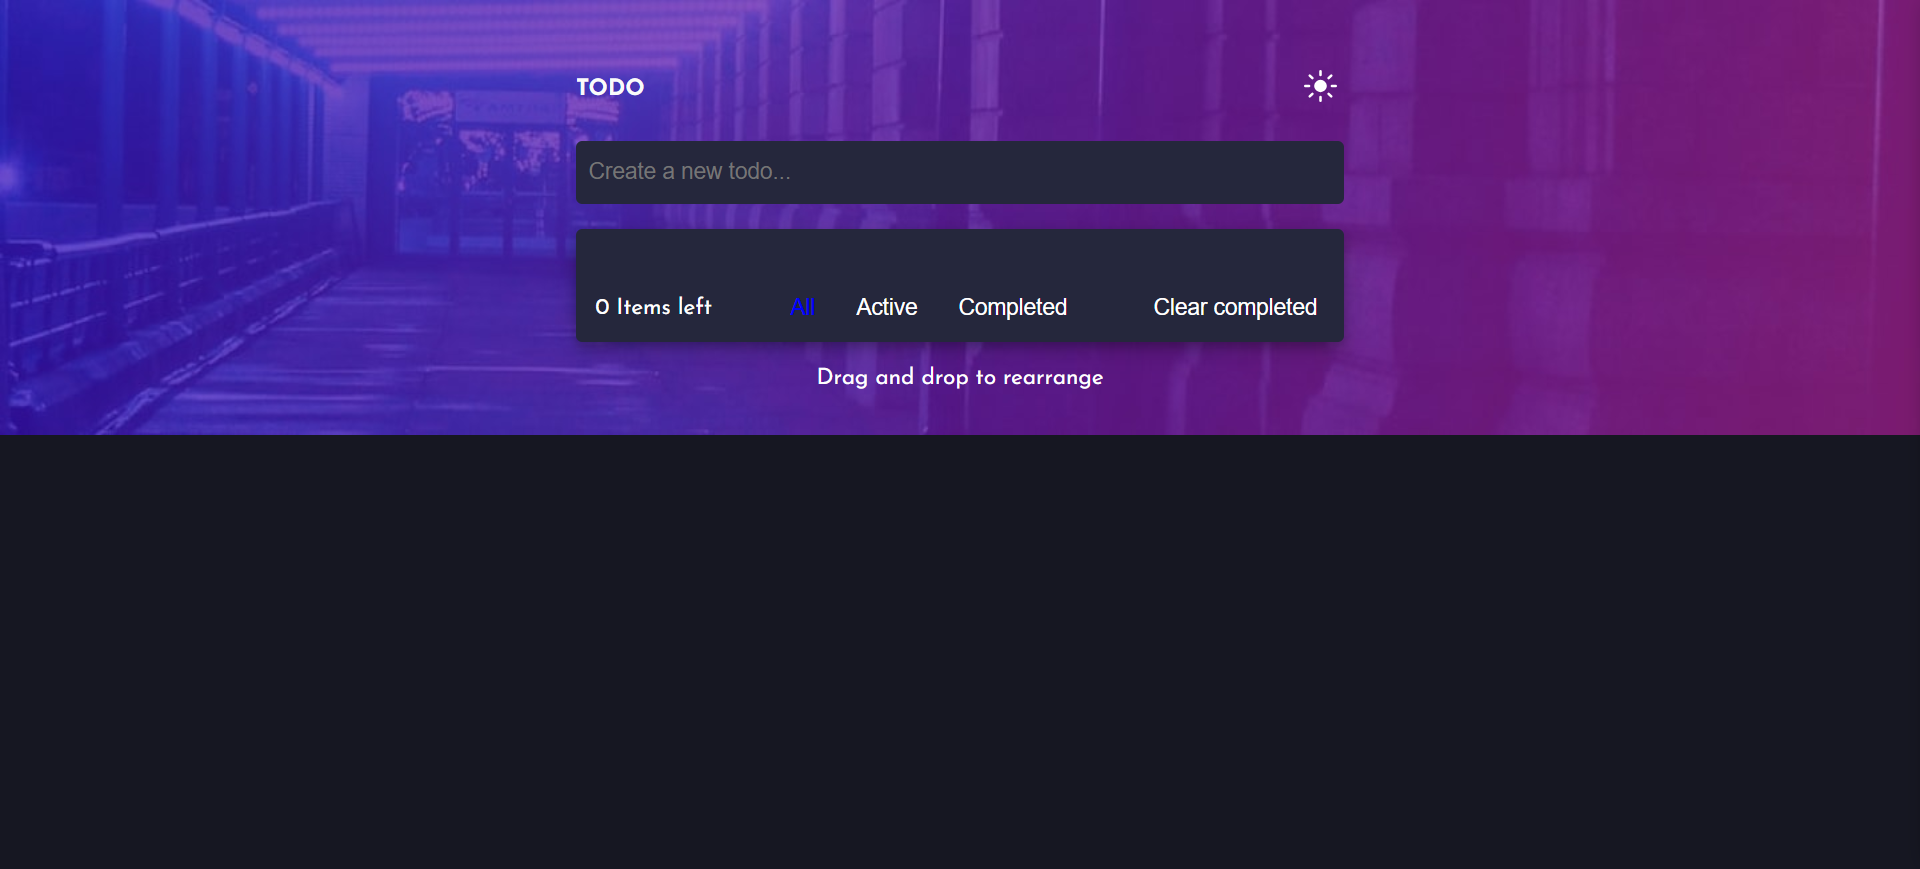 TODO
Create a new todo...
0 Items left All Active Completed Clear completed
Drag and drop to rearrange